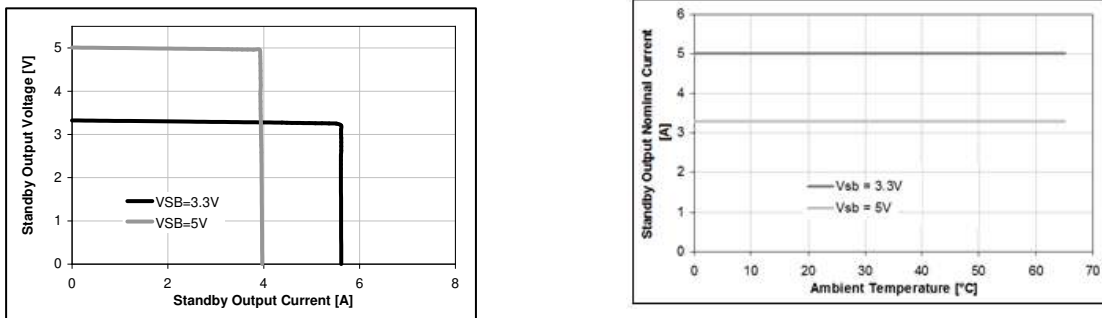 Standby Output Voltage [V]
5
4
3
2
1
0
VSB=3.3V
VSB=5V
0 2 4 6 8
Standby Output Current [A]
Standby Output Nominal Current
[A]
6
5
4
3
2
1
0
Vsb = 3.3V
Vsb = 5V
0 10 20 30 40 50 60 70
Ambient Temperature [°C]